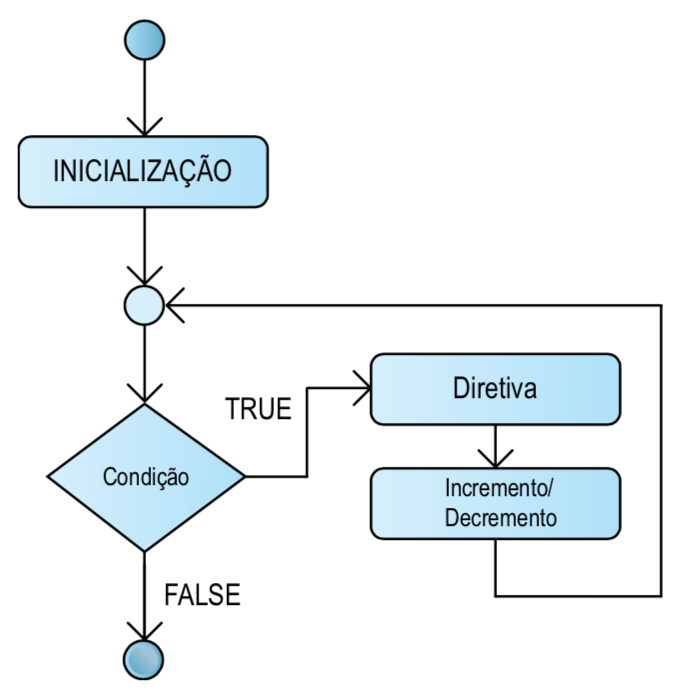 INICIALIZAÇÃO
TRUE
Diretiva
Condição
Incremento/
Decremento
FALSE